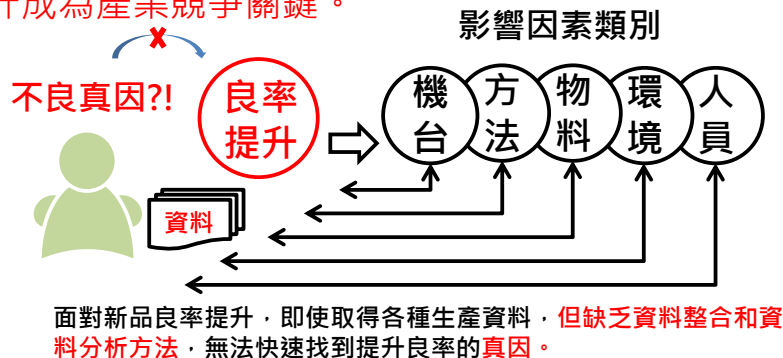 升成為產業競爭關鍵。
影響因素類別
不良真因?!
良率
提升
機台
方法
物料
環境
人員
資料
面對新品良率提升，即使取得各種生產資料，但缺乏資料整合和資
料分析方法，無法快速找到提升良率的真因。